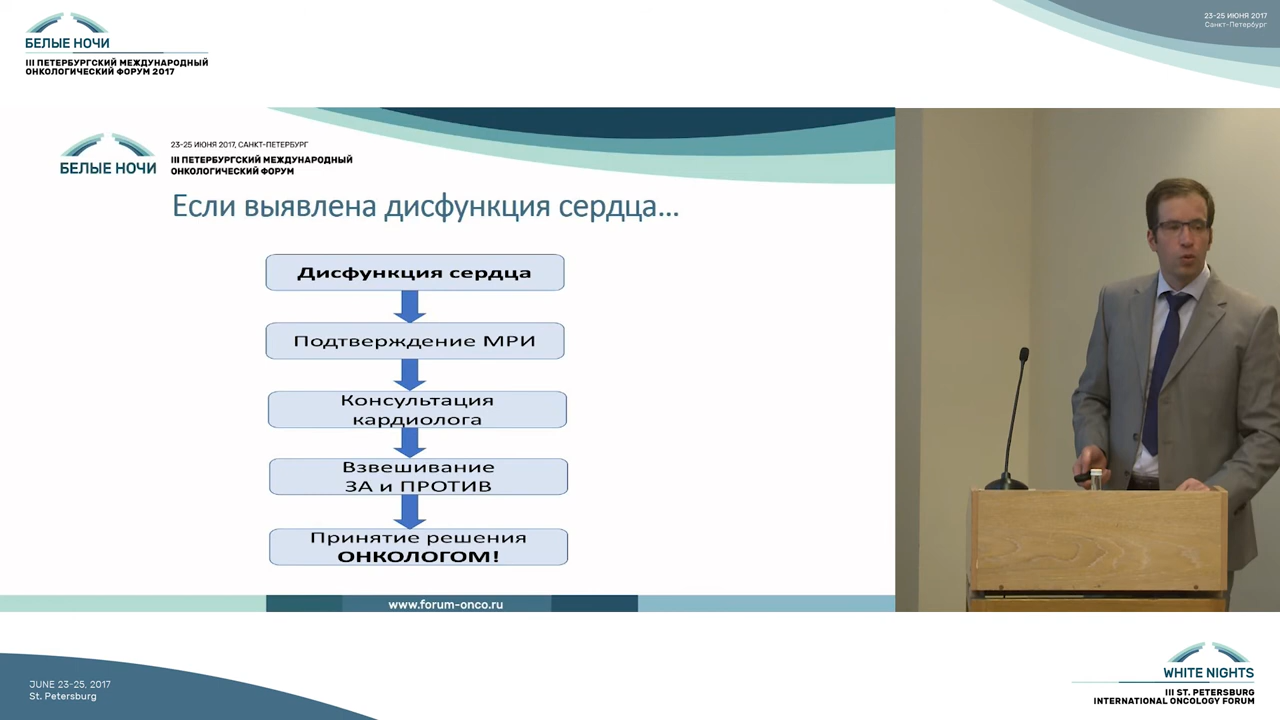 БЕЛЫЕ НОЧИ
III ПЕТЕРБУРГСКИЙ МЕЖДУНАРОДНЫЙ
ОНКОЛОГИЧЕСКИЙ ФОРУМ 2017
23-25 ИЮНЯ 2017
Санкт-Петербург
БЕЛЫЕ НОЧИ
23-25 ИЮНЯ 2017, САНКТ-ПЕТЕРБУРГ
III ПЕТЕРБУРГСКИЙ МЕЖДУНАРОДНЫЙ
ОНКОЛОГИЧЕСКИЙ ФОРУМ
Если выявлена дисфункция сердца...
Дисфункция сердца
Подтверждение МРИ
Консультация
кардиолога
Взвешивание
ЗА и ПРОТИВ
Принятие решения
ОНКОЛОГОМ!
www.forum-onco.ru
JUNE 23-25, 2017
St. Petersburg
WHITE NIGHTS
III ST. PETERSBURG
INTERNATIONAL ONCOLOGY FORUM